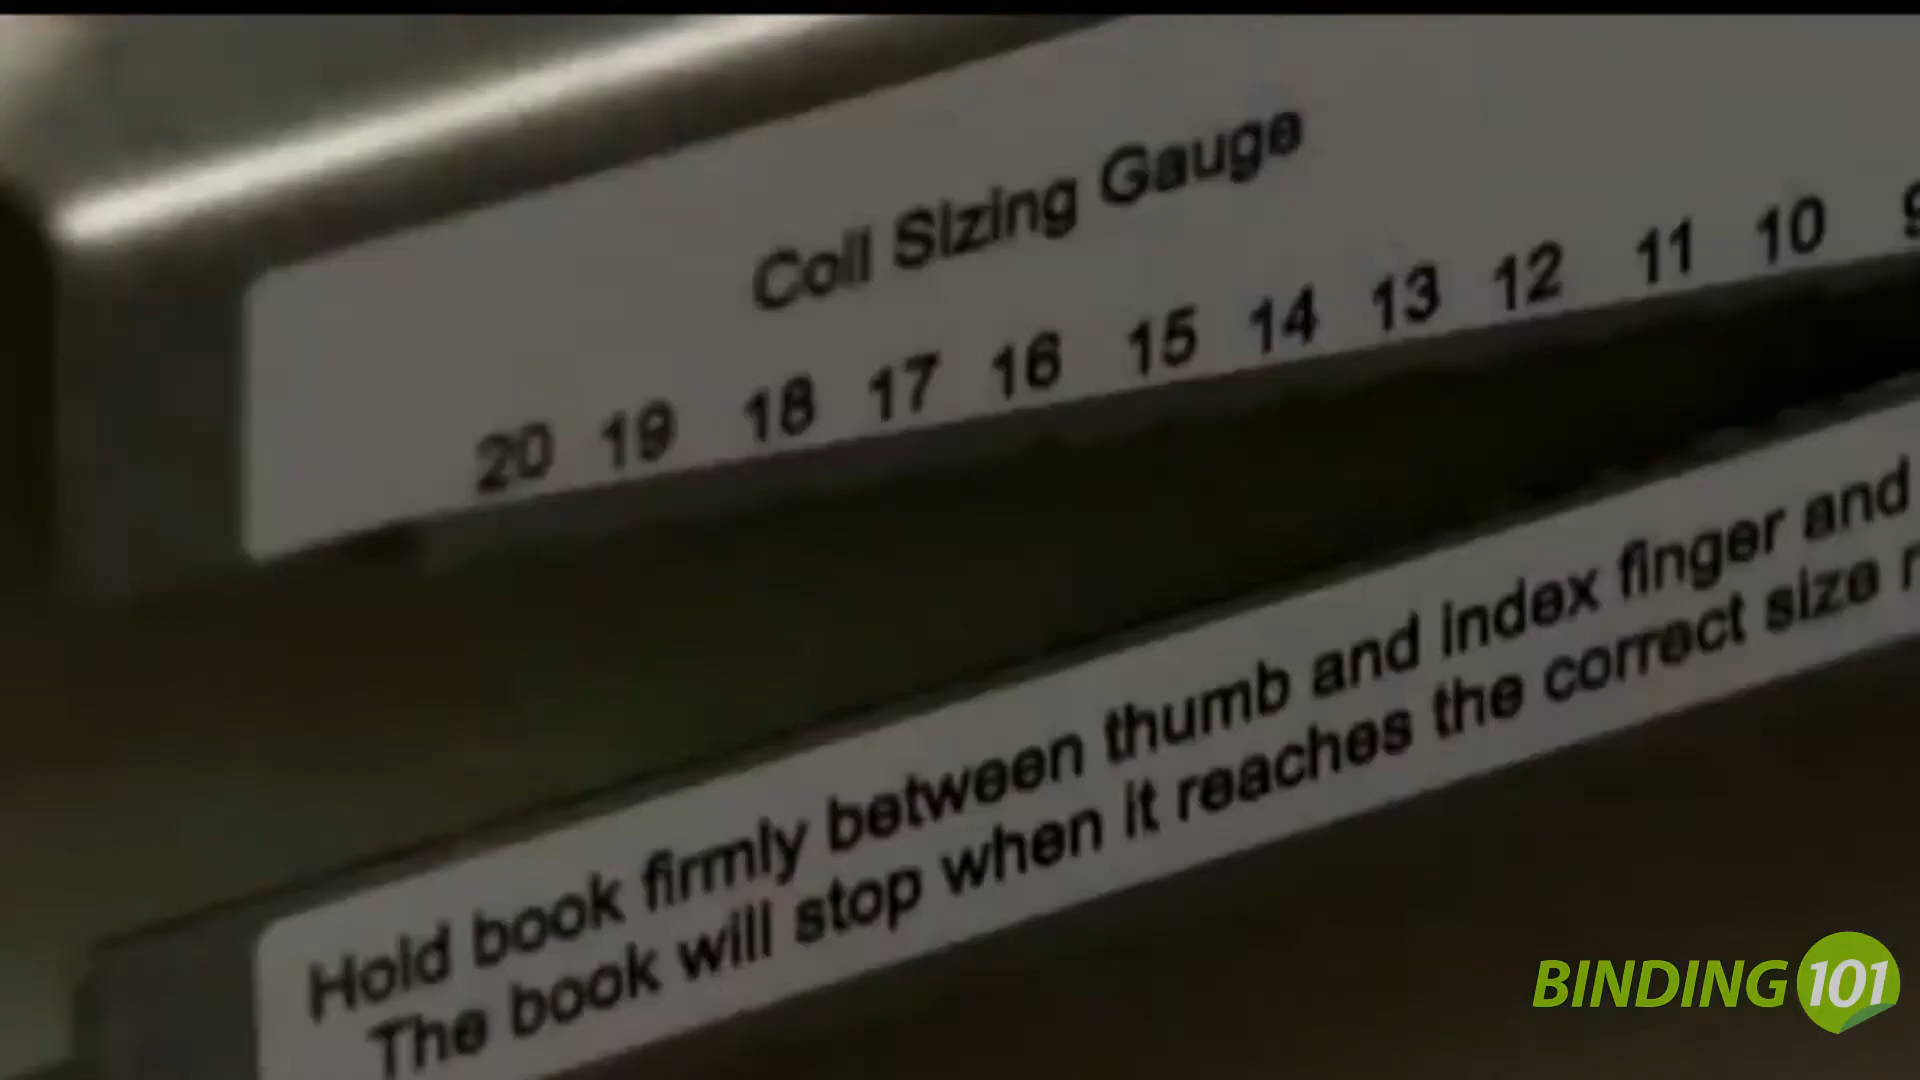 Coil Sizing Gauge
20 19 18 17 16 15 14 13 12 11 10 9
Hold book firmly between thumb and index finger and
The book will stop when it reaches the correct size
BINDING 101